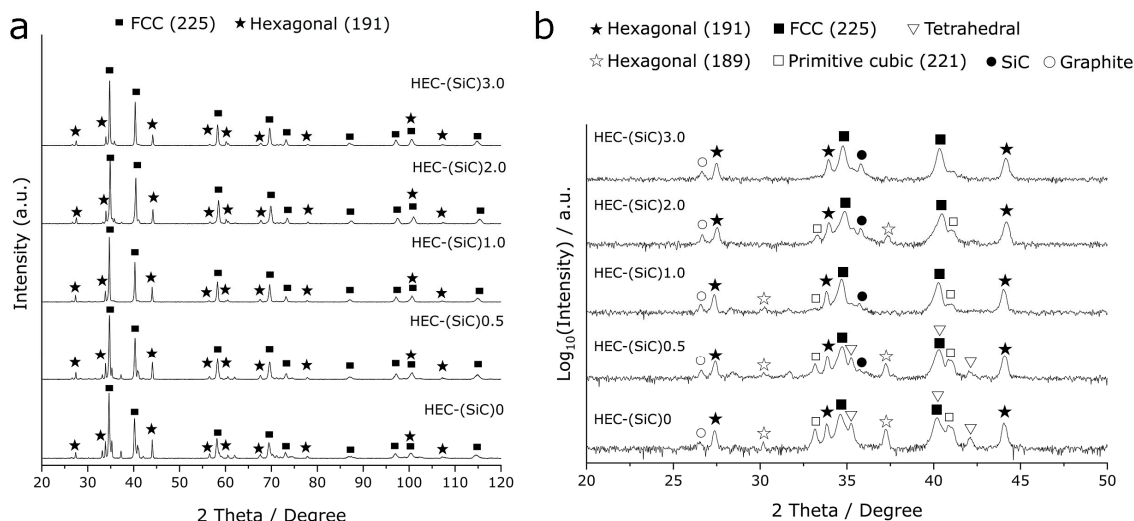 a
FCC (225) Hexagonal (191)
HEC-(SiC)3.0
HEC-(SiC)2.0
HEC-(SiC)1.0
HEC-(SiC)0.5
HEC-(SiC)0
Intensity (a.u.)
20 30 40 50 60 70 80 90 100 110 120
2 Theta / Degree
b
Hexagonal (191) FCC (225) Tetrahedral
Hexagonal (189) Primitive cubic (221) SiC Graphite
HEC-(SiC)3.0
HEC-(SiC)2.0
HEC-(SiC)1.0
HEC-(SiC)0.5
HEC-(SiC)0
Log10(Intensity) / a.u.
20 25 30 35 40 45 50
2 Theta / Degree